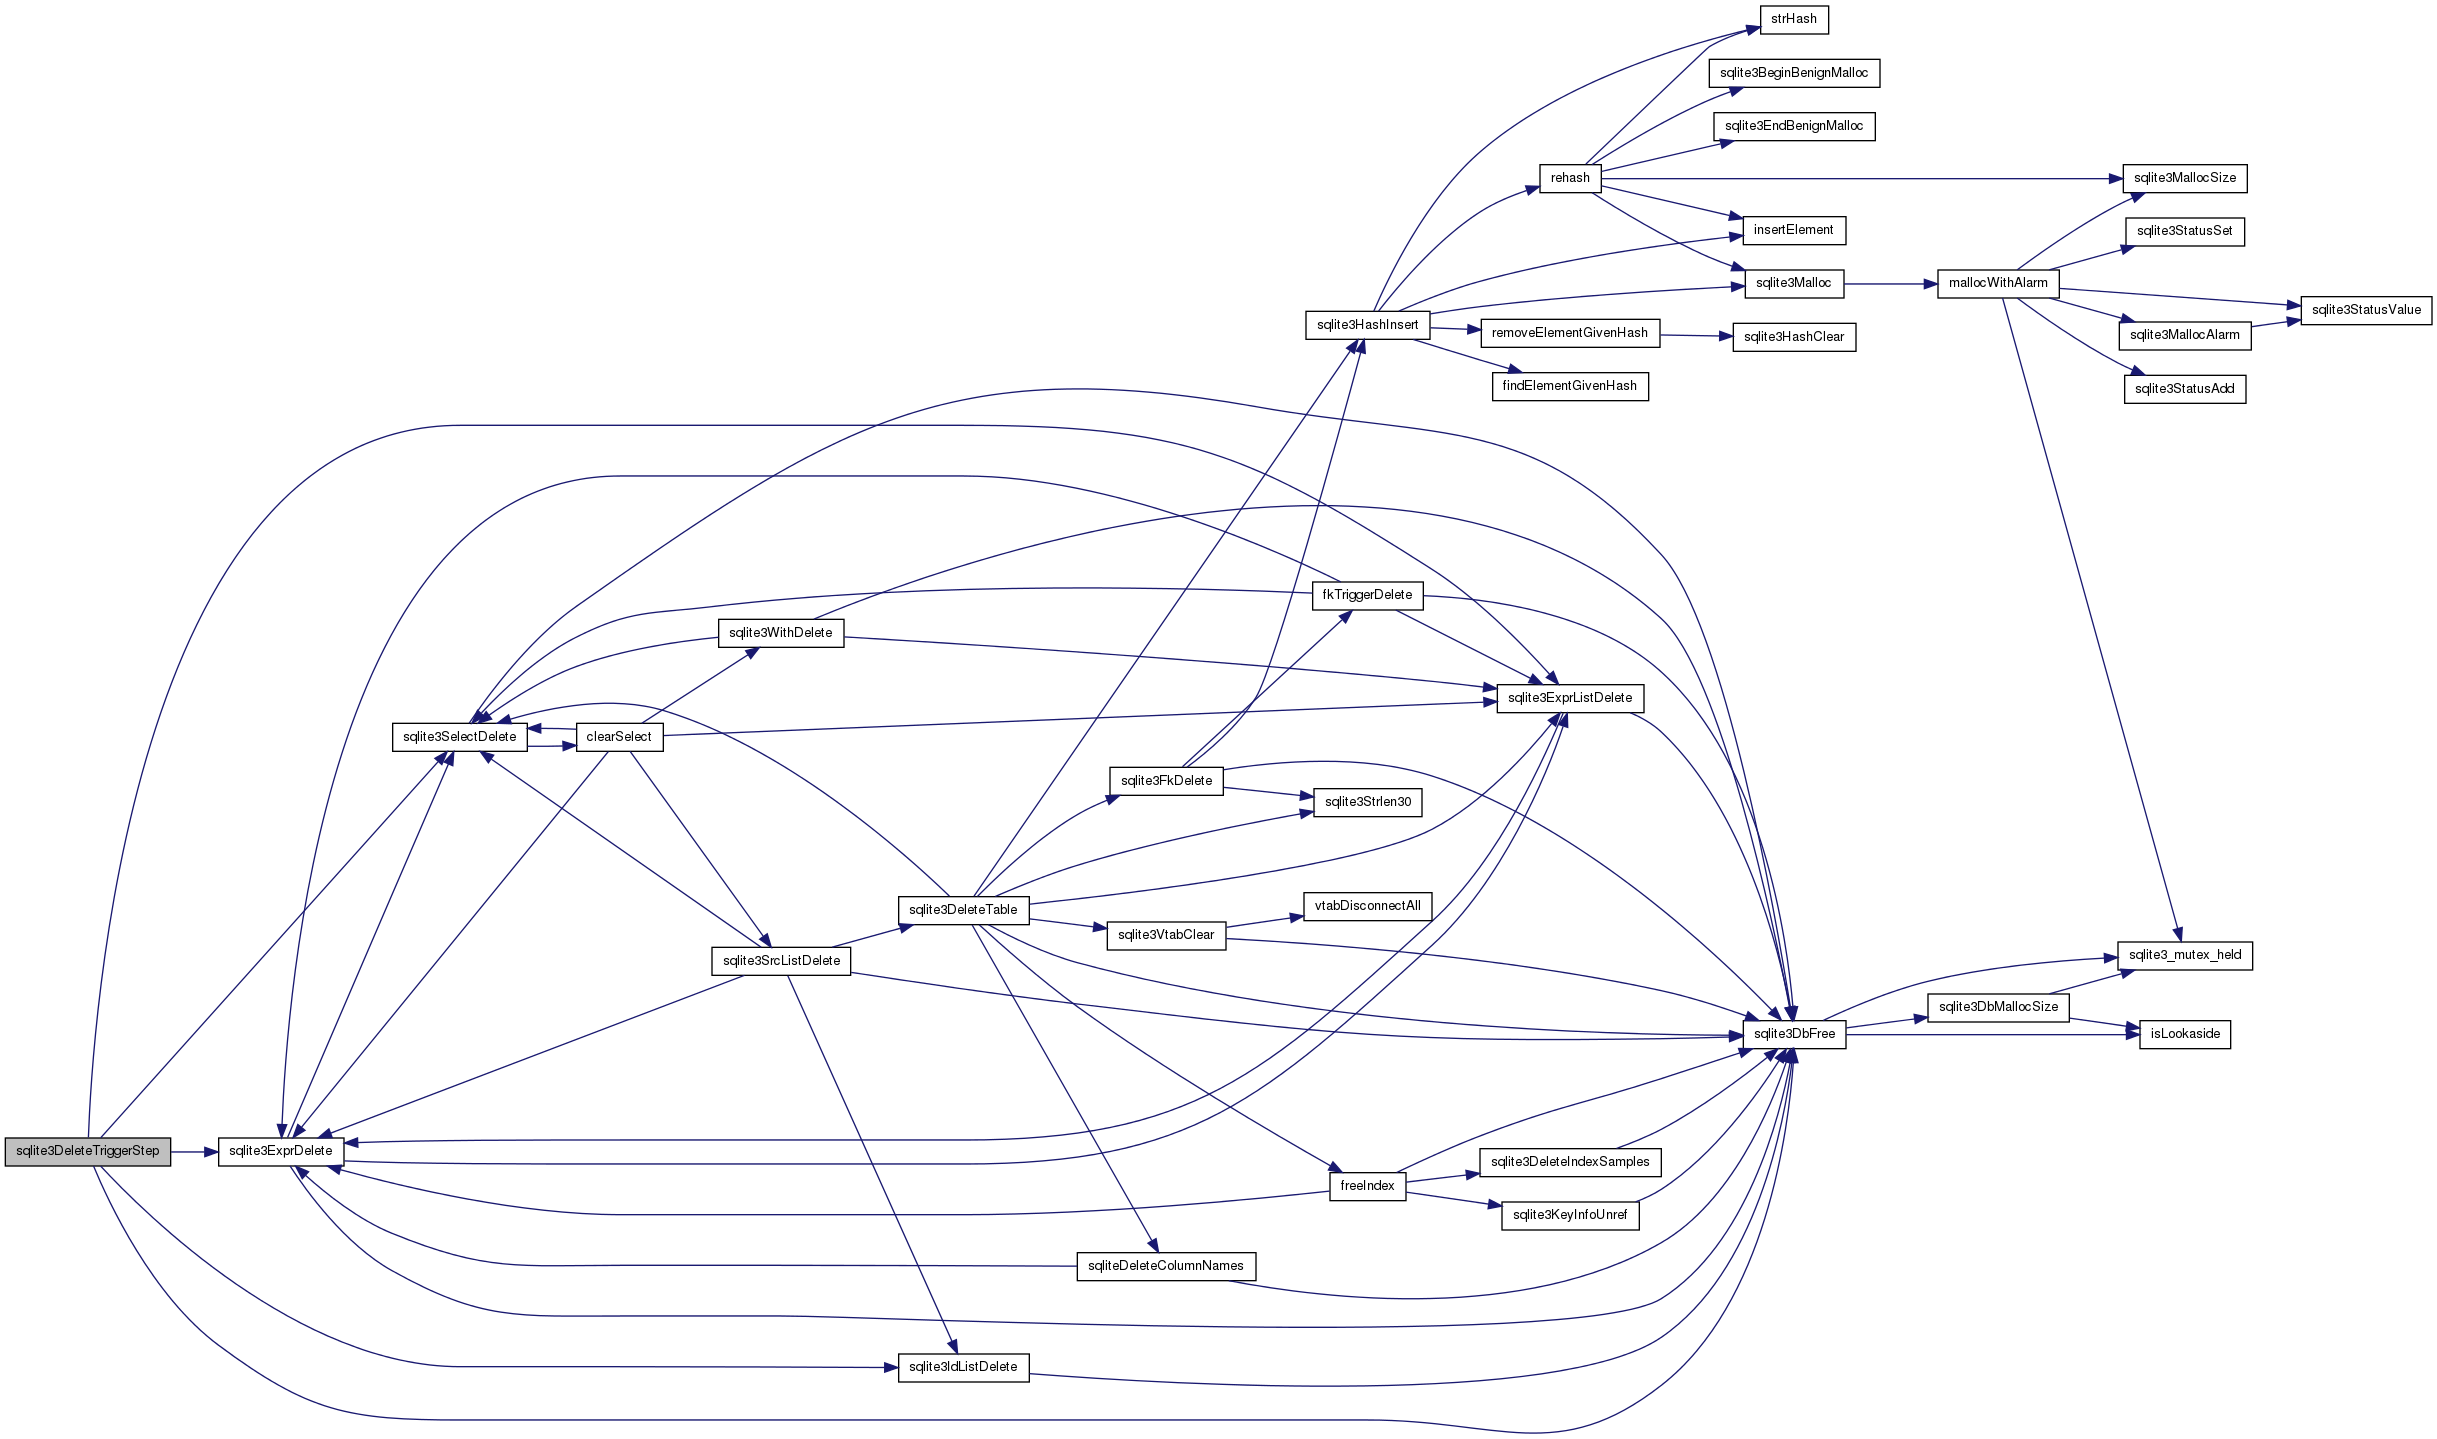 strHash
sqlite3BeginBenignMalloc
sqlite3EndBenignMalloc
rehash
sqlite3MallocSize
insertElement
sqlite3StatusSet
sqlite3Malloc
mallocWithAlarm
sqlite3StatusValue
sqlite3HashInsert
removeElementGivenHash
sqlite3HashClear
sqlite3MallocAlarm
findElementGivenHash
sqlite3StatusAdd
fkTriggerDelete
sqlite3WithDelete
sqlite3ExprListDelete
sqlite3SelectDelete
clearSelect
sqlite3FkDelete
sqlite3Strlen30
sqlite3DeleteTable
vtabDisconnectAll
sqlite3VtabClear
sqlite3SrcListDelete
sqlite3_mutex_held
sqlite3DbMallocSize
sqlite3DbFree
isLookaside
sqlite3DeleteTriggerStep
sqlite3ExprDelete
sqlite3DeleteIndexSamples
freeIndex
sqlite3KeyInfoUnref
sqliteDeleteColumnNames
sqlite3IdListDelete